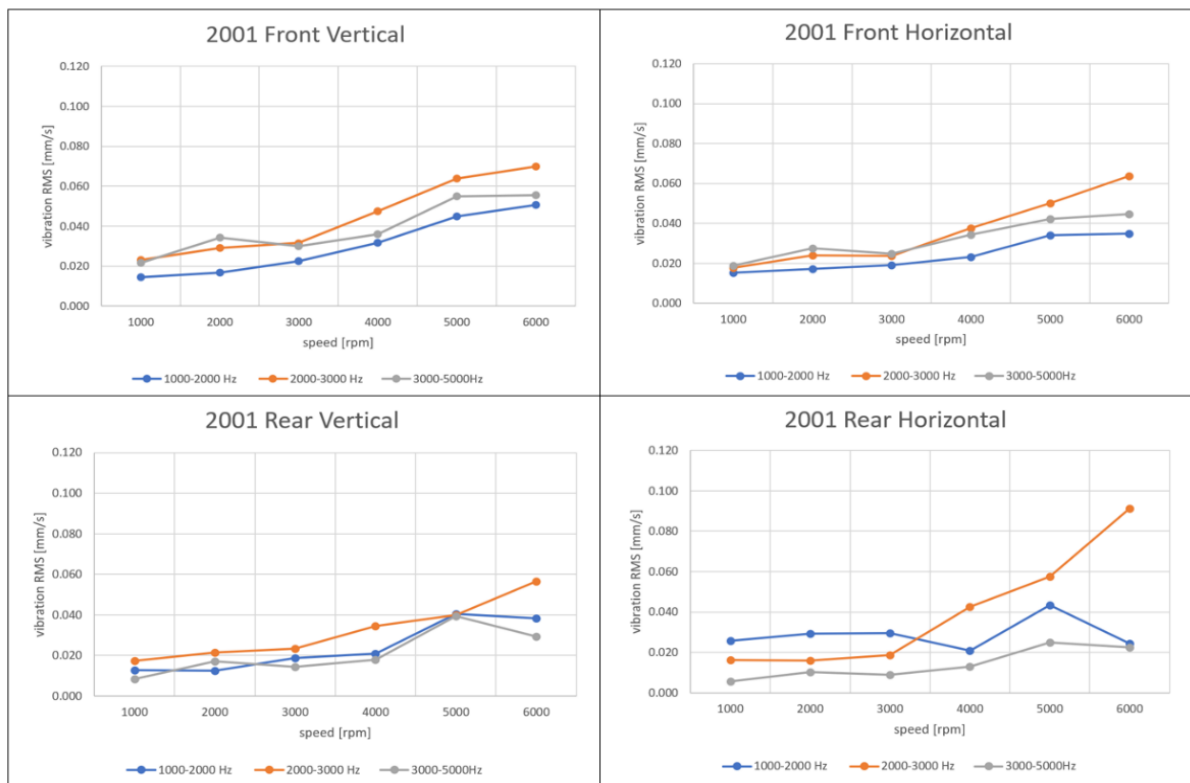 2001 Front Vertical
0.120
0.100
0.080
0.060
0.040
0.020
0.000
vibration RMS [mm/s]
1000 2000 3000 4000 5000 6000
speed [rpm]
1000-2000 Hz 2000-3000 Hz 3000-5000Hz
2001 Front Horizontal
0.120
0.100
0.080
0.060
0.040
0.020
0.000
vibration RMS [mm/s]
1000 2000 3000 4000 5000 6000
speed [rpm]
1000-2000 Hz 2000-3000 Hz 3000-5000Hz
2001 Rear Vertical
0.120
0.100
0.080
0.060
0.040
0.020
0.000
vibration RMS [mm/s]
1000 2000 3000 4000 5000 6000
speed [rpm]
1000-2000 Hz 2000-3000 Hz 3000-5000Hz
2001 Rear Horizontal
0.120
0.100
0.080
0.060
0.040
0.020
0.000
vibration RMS [mm/s]
1000 2000 3000 4000 5000 6000
speed [rpm]
1000-2000 Hz 2000-3000 Hz 3000-5000Hz